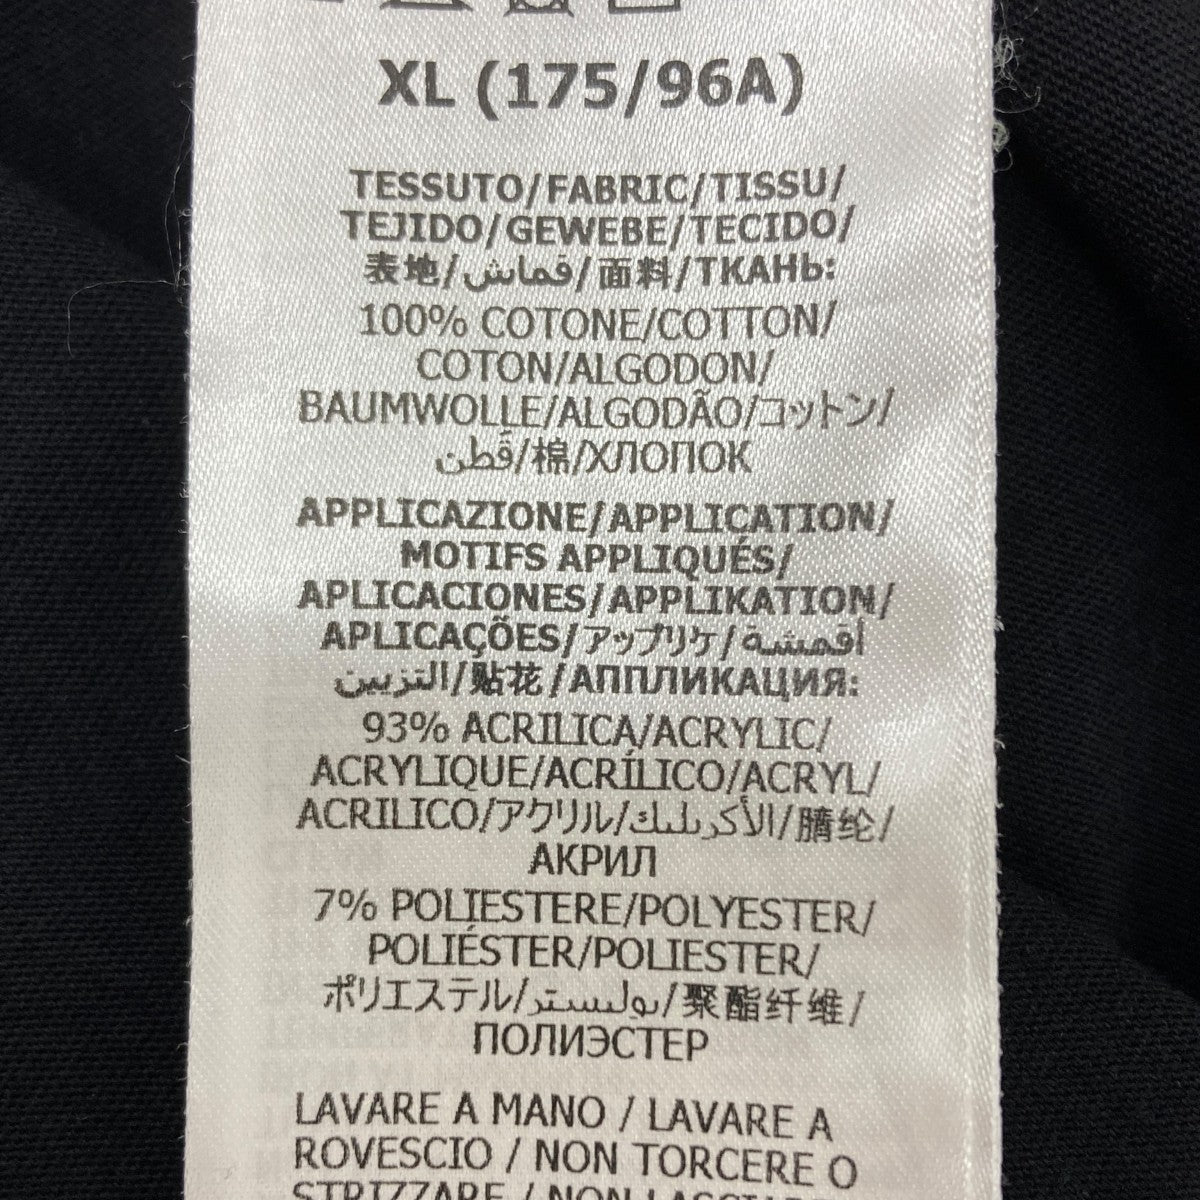 XL (175/96A)
TESSUTO/FABRIC/TISSU/
TEJIDO/GEWEBE/TECIDO/
表地/قماش/面料/ТКАНЬ:
100% COTONE/COTTON/
COTON/ALGODON/
BAUMWOLLE/ALGODÃO/コットン/
قُطن/棉/ХЛОПОК
APPLICAZIONE/APPLICATION/
MOTIFS APPLIQUÉS/
APLICACIONES/APPLIKATION/
APLICAÇÕES/アップリケ/أقمشة
التزيين/贴花/АППЛИКАЦИЯ:
93% ACRILICA/ACRYLIC/
ACRYLIQUE/ACRÍLICO/ACRYL/
ACRILICO/アクリル/الأكريليك/腈纶/
АКРИЛ
7% POLIESTERE/POLYESTER/
POLIÉSTER/POLIESTER/
ポリエステル/بوليستر/聚酯纤维/
ПОЛИЭСТЕР
LAVARE A MANO / LAVARE A
ROVESCIO / NON TORCERE O
STRIZZARE / NON